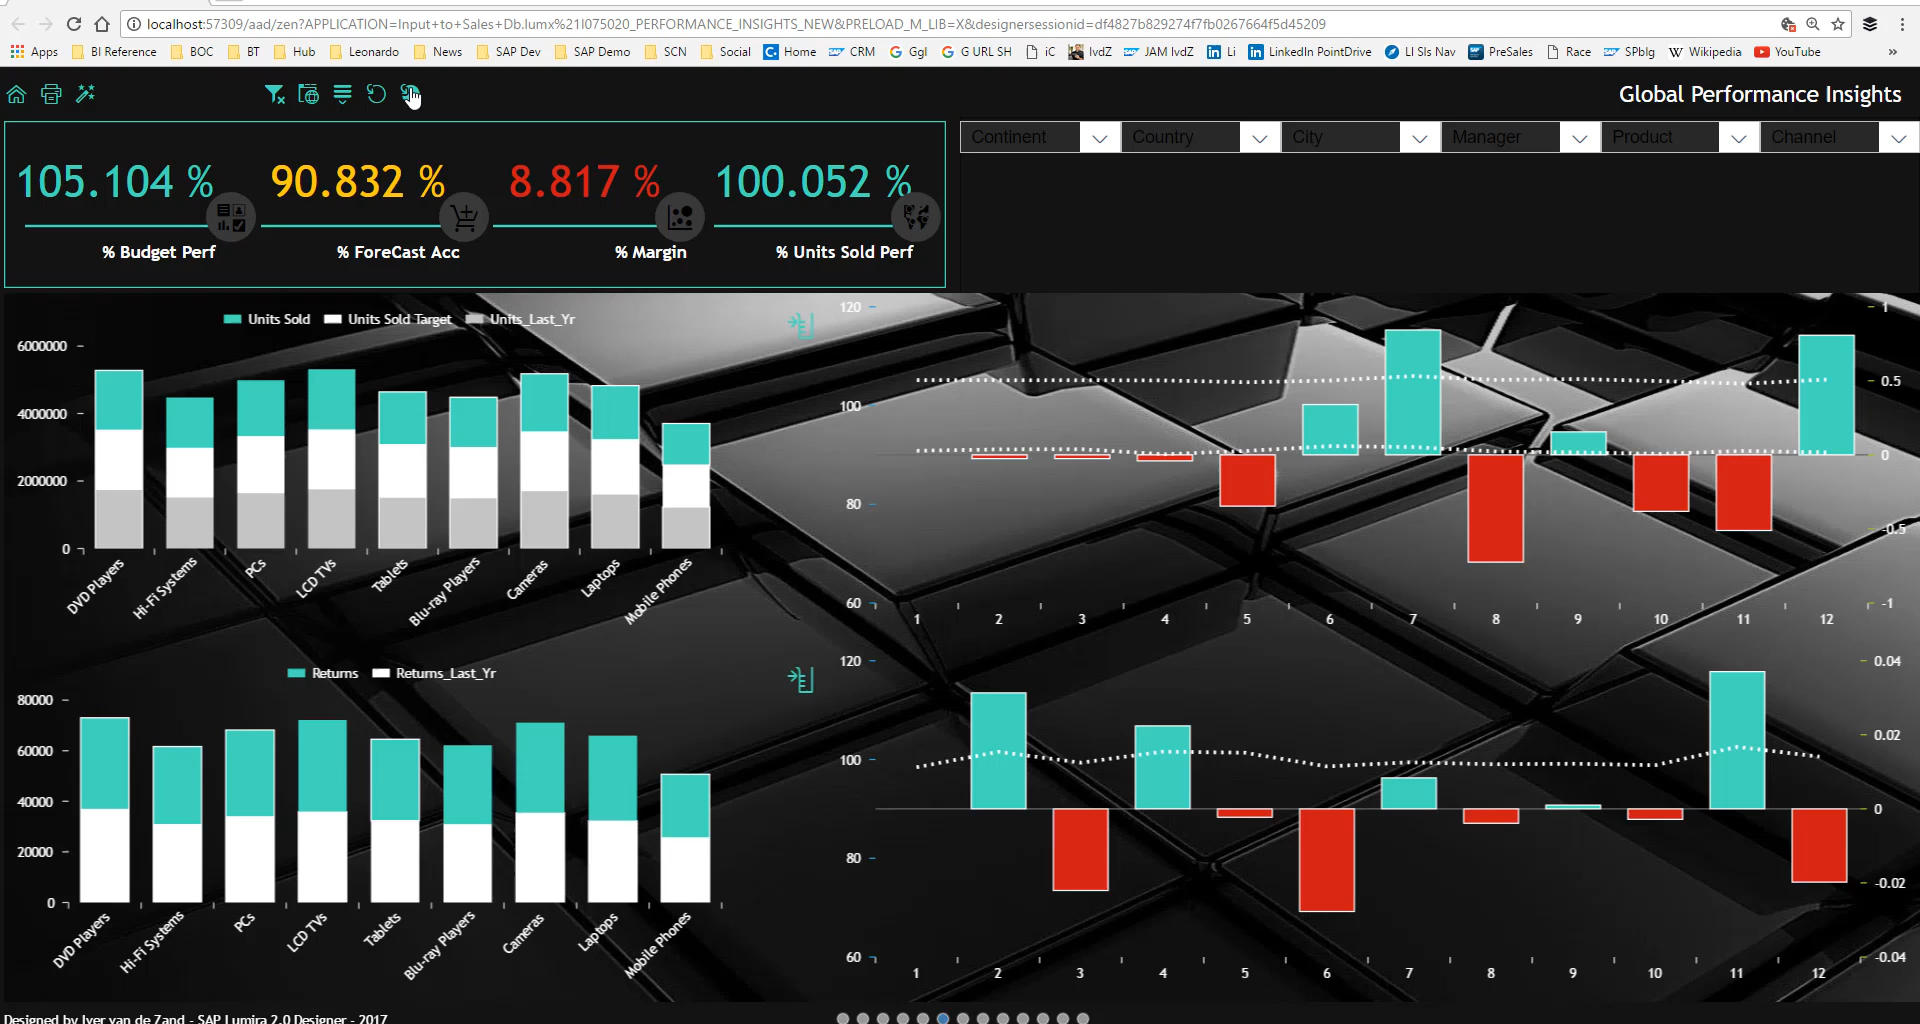 localhost:57309/aad/zen?APPLICATION=Input+to+Sales+Db.lumx%21I075020_PERFORMANCE_INSIGHTS_NEW&PRELOAD_M_LIB=X&designersessionid=df4827b829274f7fb0267664f5d45209
Apps BI Reference BOC BT Hub Leonardo News SAP Dev SAP Demo SCN Social Home CRM Ggl G URL SH iC IvdZ JAM IvdZ Li LinkedIn PointDrive LI Sls Nav PreSales Race SPblg Wikipedia YouTube »
Global Performance Insights
Continent Country City Manager Product Channel
105.104 % 90.832 % 8.817 % 100.052 %
% Budget Perf % ForeCast Acc % Margin % Units Sold Perf
Units Sold Units Sold Target Units_Last_Yr
6000000
4000000
2000000
0
DVD Players Hi-Fi Systems PCs LCD TVs Tablets Blu-ray Players Cameras Laptops Mobile Phones
120
100
80
60
1
0.5
0
-0.5
-1
1 2 3 4 5 6 7 8 9 10 11 12
Returns Returns_Last_Yr
80000
60000
40000
20000
0
DVD Players Hi-Fi Systems PCs LCD TVs Tablets Blu-ray Players Cameras Laptops Mobile Phones
120
100
80
60
0.04
0.02
0
-0.02
-0.04
1 2 3 4 5 6 7 8 9 10 11 12
Designed by Iver van de Zand - SAP Lumira 2.0 Designer - 2017